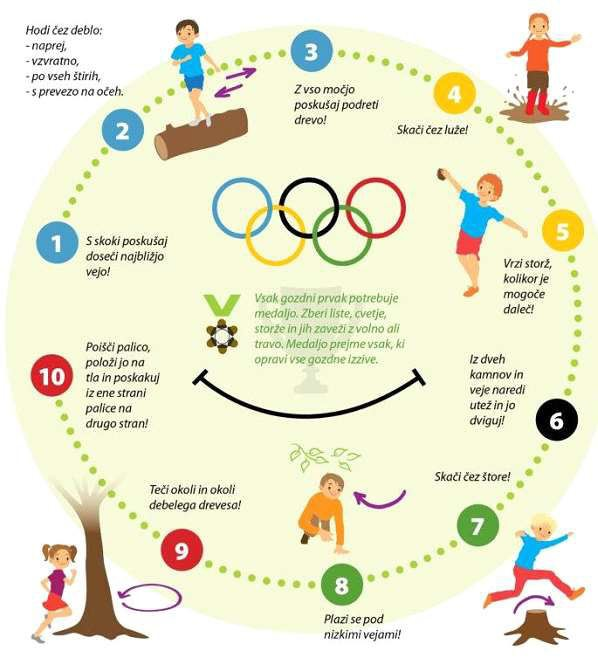 1
S skoki poskušaj
doseči najbližjo
vejo!
2
Hodi čez deblo:
- naprej,
- vzvratno,
- po vseh štirih,
- s prevezo na očeh.
3
Z vso močjo
poskušaj podreti
drevo!
4
Skači čez luže!
5
Vrzi storž,
kolikor je
mogoče
daleč!
6
Iz dveh
kamnov in
veje naredi
utež in jo
dviguj!
7
Skači čez štore!
8
Plazi se pod
nizkimi vejami!
9
Teči okoli in okoli
debelega drevesa!
10
Poišči palico,
položi jo na
tla in poskakuj
iz ene strani
palice na
drugo stran!
Vsak gozdni prvak potrebuje
medaljo. Zberi liste, cvetje,
storže in jih zaveži z volno ali
travo. Medaljo prejme vsak, ki
opravi vse gozdne izzive.